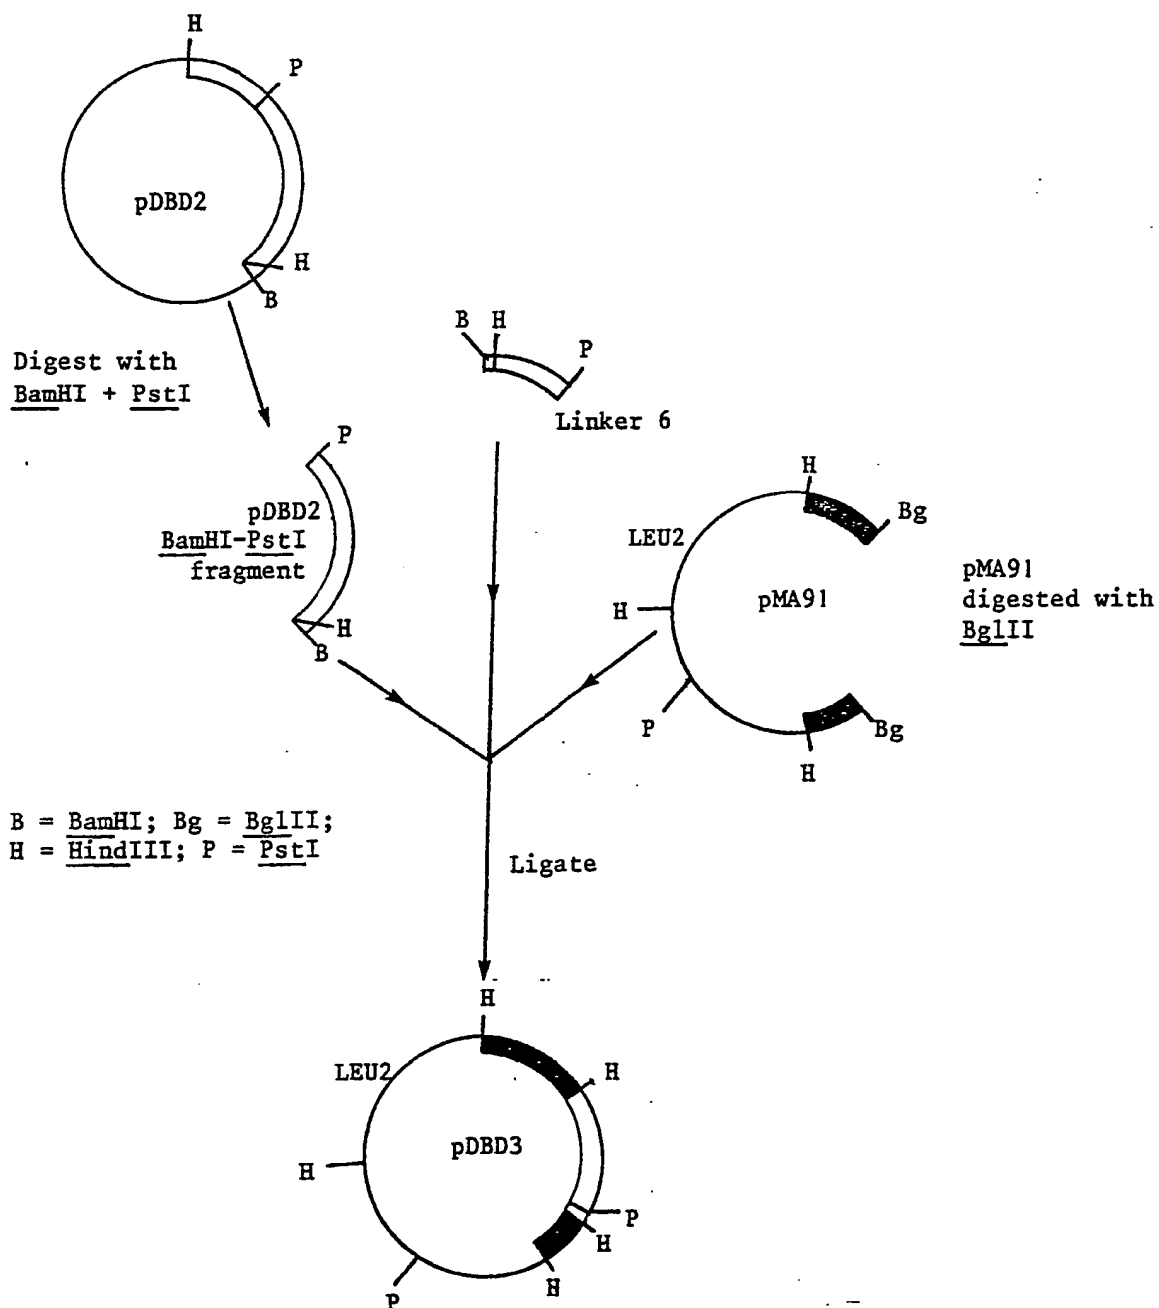 H
P
pDBD2
H
B
B H
P
Linker 6
Digest with
BamHI + PstI
P
pDBD2
BamHI-PstI
fragment
H
B
H
Bg
LEU2
pMA91
H
P
Bg
H
pMA91
digested with
BglII
B = BamHI; Bg = BglII;
H = HindIII; P = PstI
Ligate
H
LEU2
H
pDBD3
H
P
H
H
P